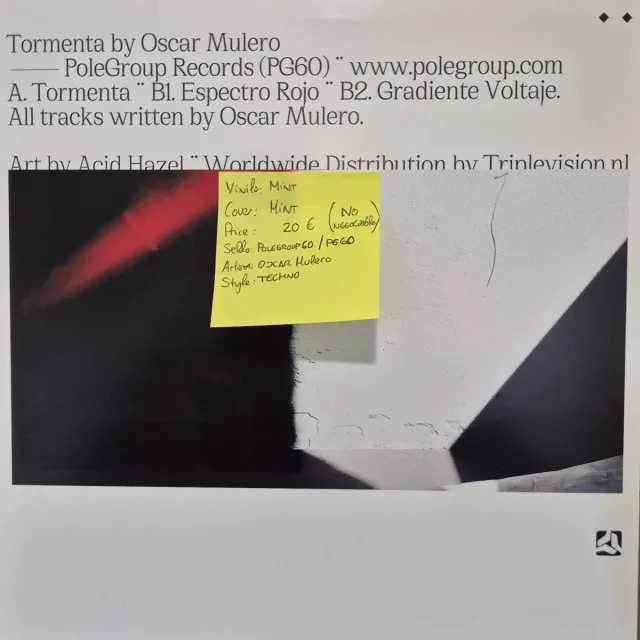 Tormenta by Oscar Mulero
—— PoleGroup Records (PG60) ¨ www.polegroup.com
A. Tormenta ¨ B1. Espectro Rojo ¨ B2. Gradiente Voltaje.
All tracks written by Oscar Mulero.
Art by Acid Hazel ¨ Worldwide Distribution by Triplevision.nl
Vinilo: MINT
Cover: MINT
Price: 20 € (NO NEGOCIABLE)
Sello: POLEGROUP60 / PG60
Artista: OSCAR Mulero
Style: TECHNO